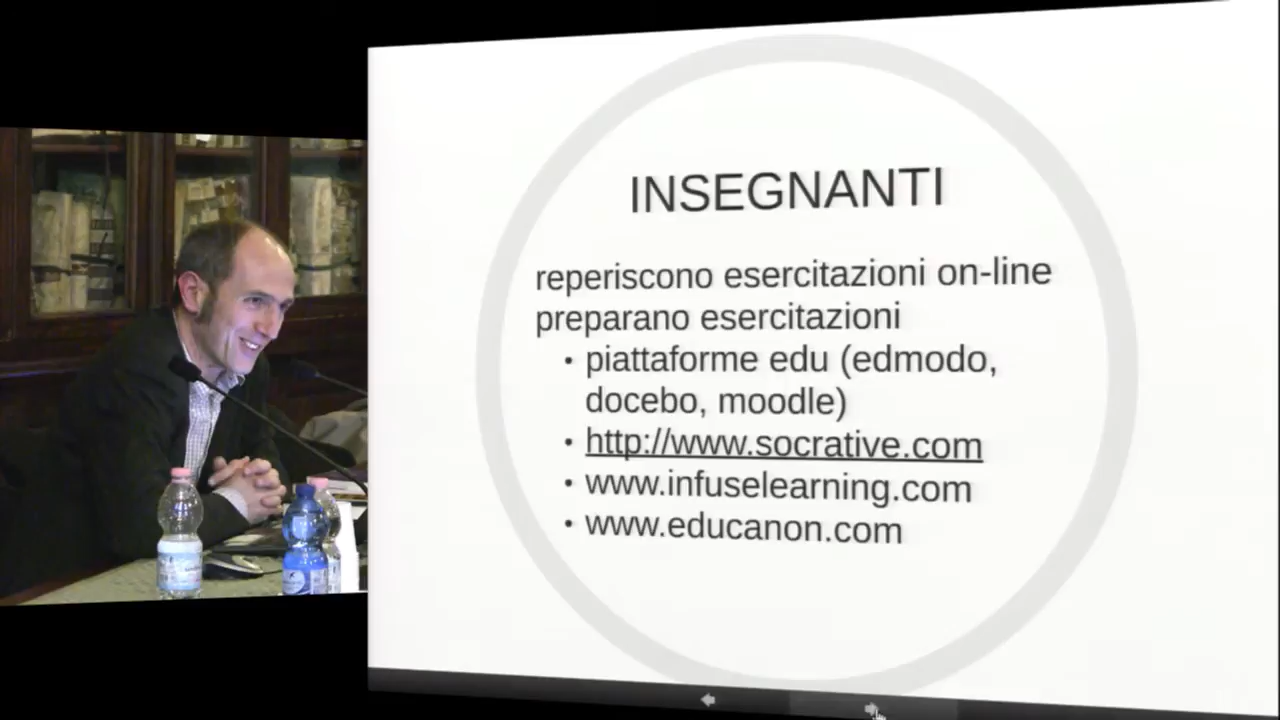 INSEGNANTI
reperiscono esercitazioni on-line
preparano esercitazioni
• piattaforme edu (edmodo,
docebo, moodle)
• http://www.socrative.com
• www.infuselearning.com
• www.educanon.com